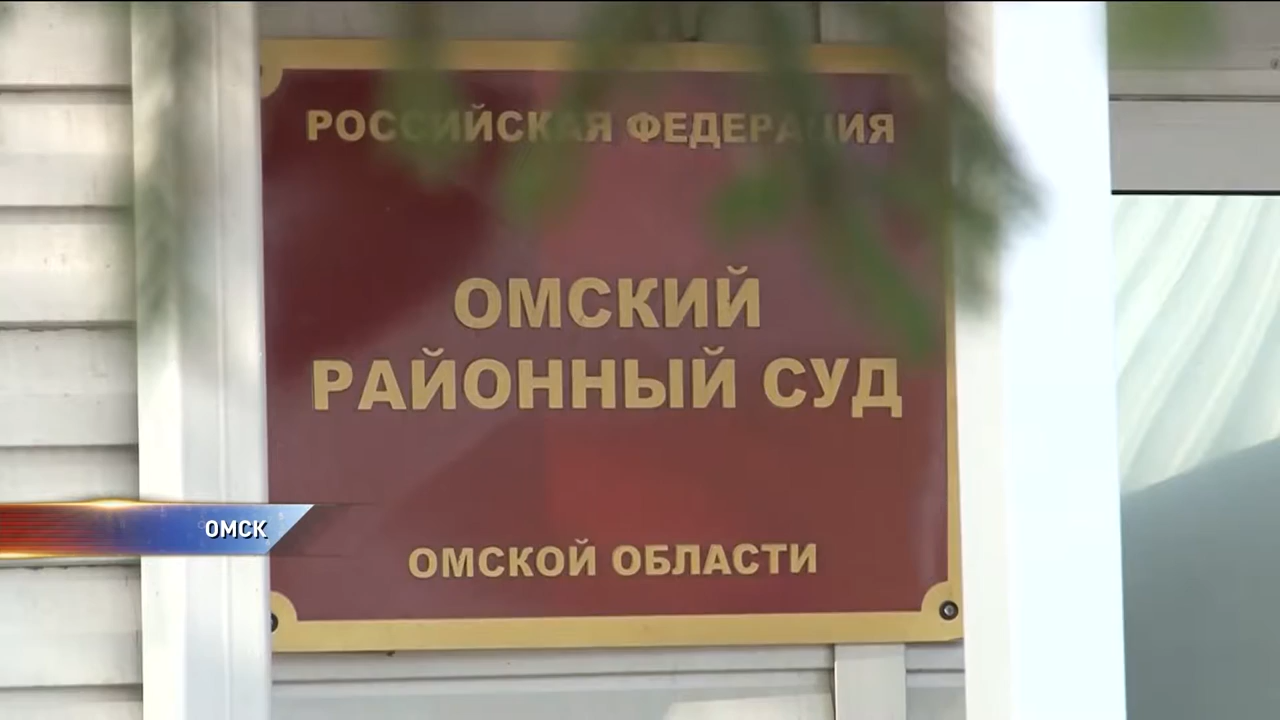 РОССИЙСКАЯ ФЕДЕРАЦИЯ
ОМСКИЙ
РАЙОННЫЙ СУД
ОМСК
ОМСКОЙ ОБЛАСТИ